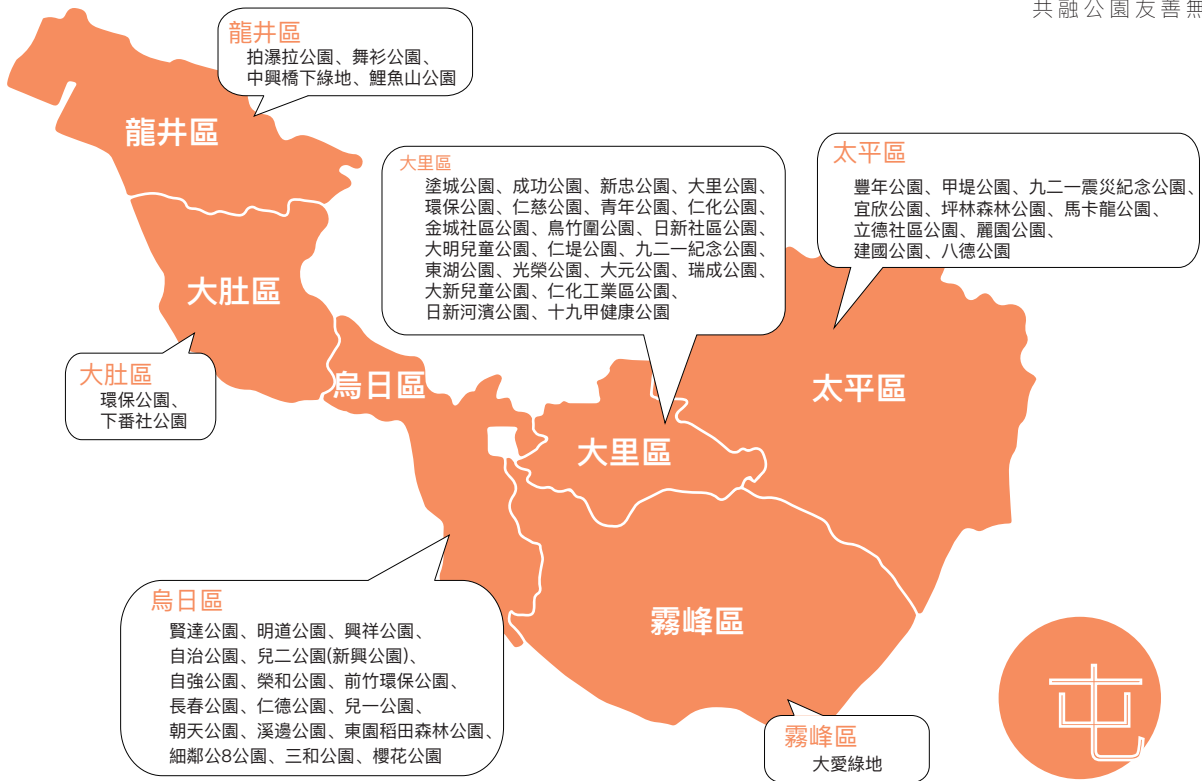 共融公園友善無
龍井區
拍瀑拉公園、舞衫公園、
中興橋下綠地、鯉魚山公園
龍井區
大里區
塗城公園、成功公園、新忠公園、大里公園、
環保公園、仁慈公園、青年公園、仁化公園、
金城社區公園、鳥竹圍公園、日新社區公園、
大明兒童公園、仁堤公園、九二一紀念公園、
東湖公園、光榮公園、大元公園、瑞成公園、
大新兒童公園、仁化工業區公園、
日新河濱公園、十九甲健康公園
太平區
豐年公園、甲堤公園、九二一震災紀念公園、
宜欣公園、坪林森林公園、馬卡龍公園、
立德社區公園、麗園公園、
建國公園、八德公園
大肚區
大肚區
環保公園、
下番社公園
烏日區
太平區
大里區
烏日區
賢達公園、明道公園、興祥公園、
自治公園、兒二公園(新興公園)、
自強公園、榮和公園、前竹環保公園、
長春公園、仁德公園、兒一公園、
朝天公園、溪邊公園、東園稻田森林公園、
細鄰公8公園、三和公園、櫻花公園
霧峰區
霧峰區
大愛綠地
屯